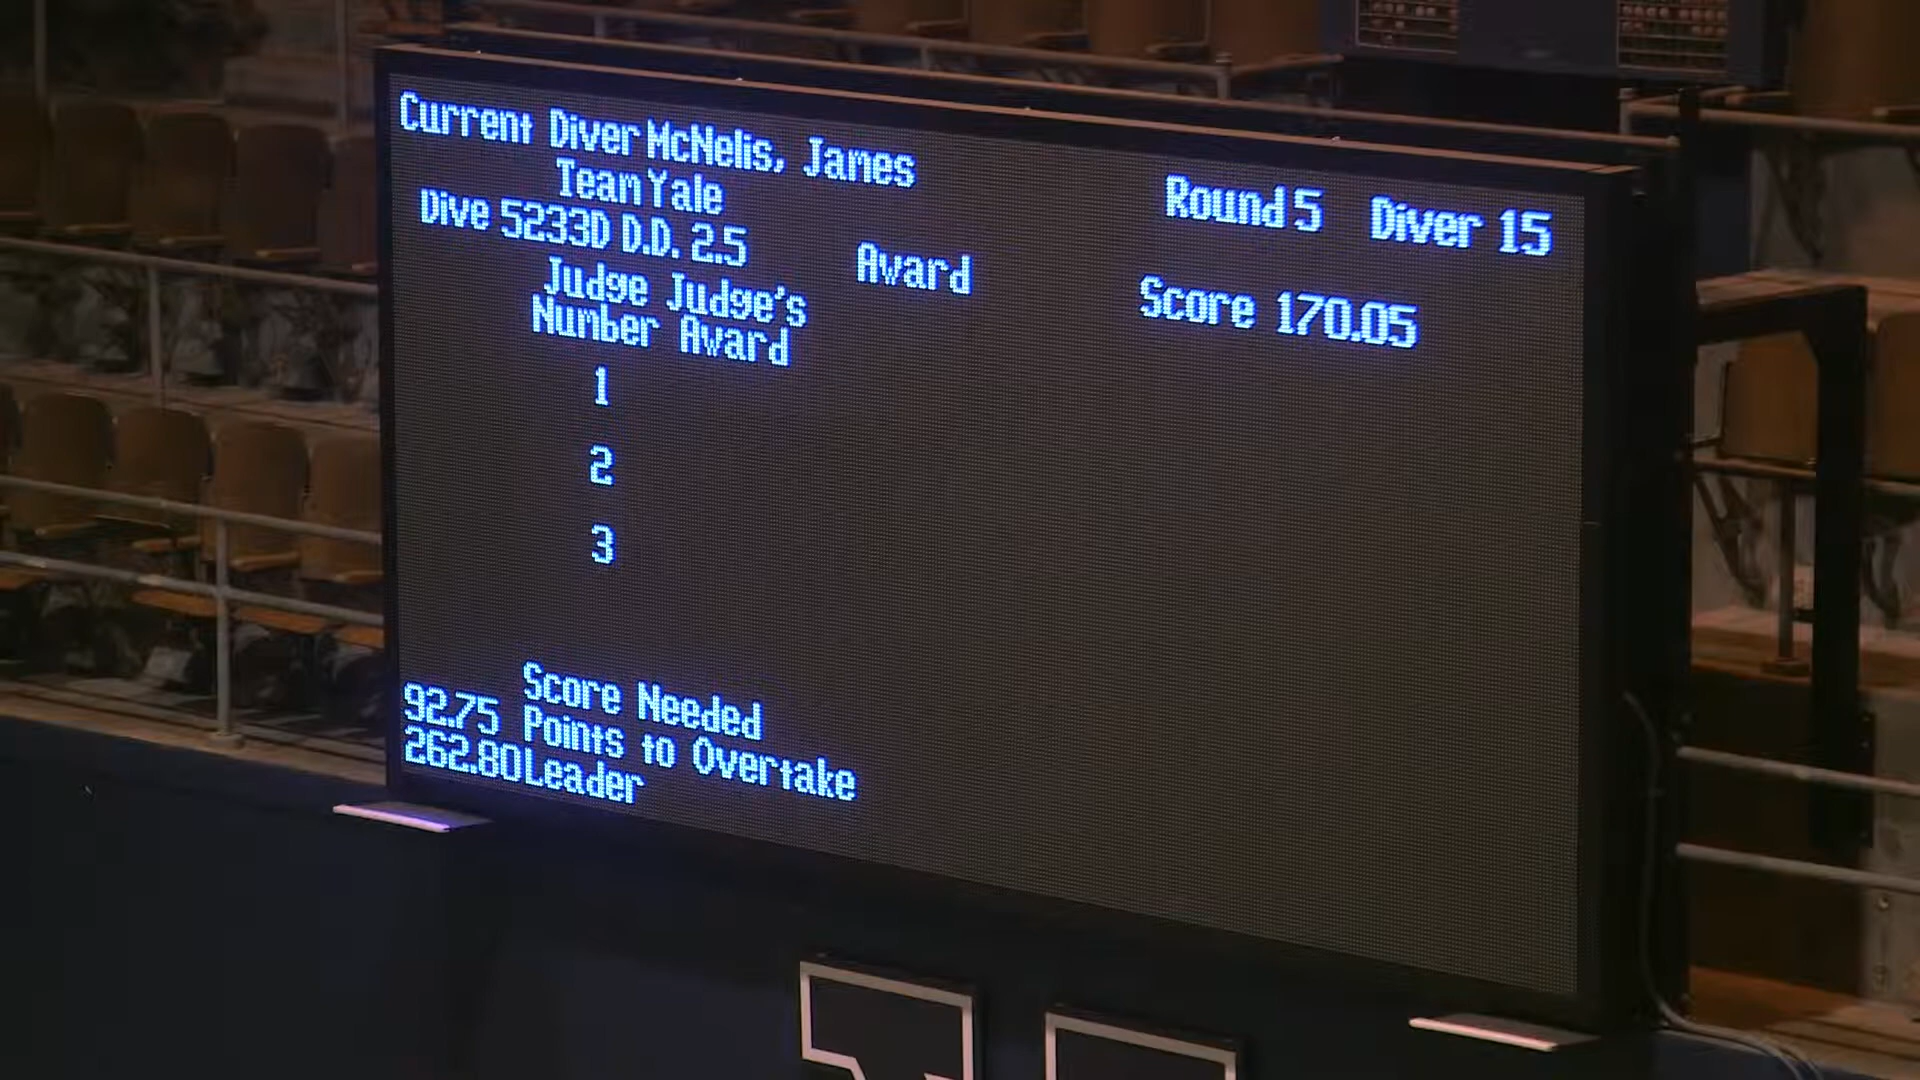 Current Diver McNelis, James
Team Yale
Round 5 Diver 15
Dive 5233D D.D. 2.5
Award
Score 170.05
Judge Judge's
Number Award
1
2
3
Score Needed
92.75 Points to Overtake
262.80 Leader